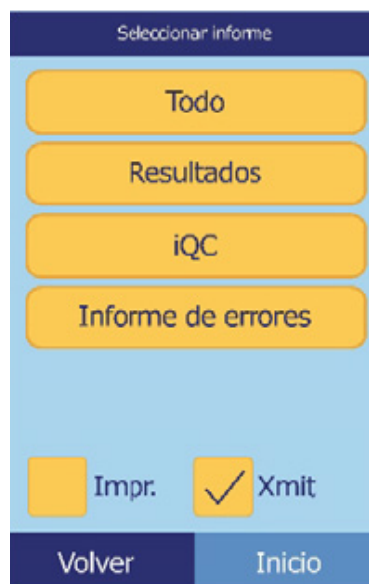 Seleccionar informe
Todo
Resultados
iQC
Informe de errores
Impr. Xmit
Volver Inicio